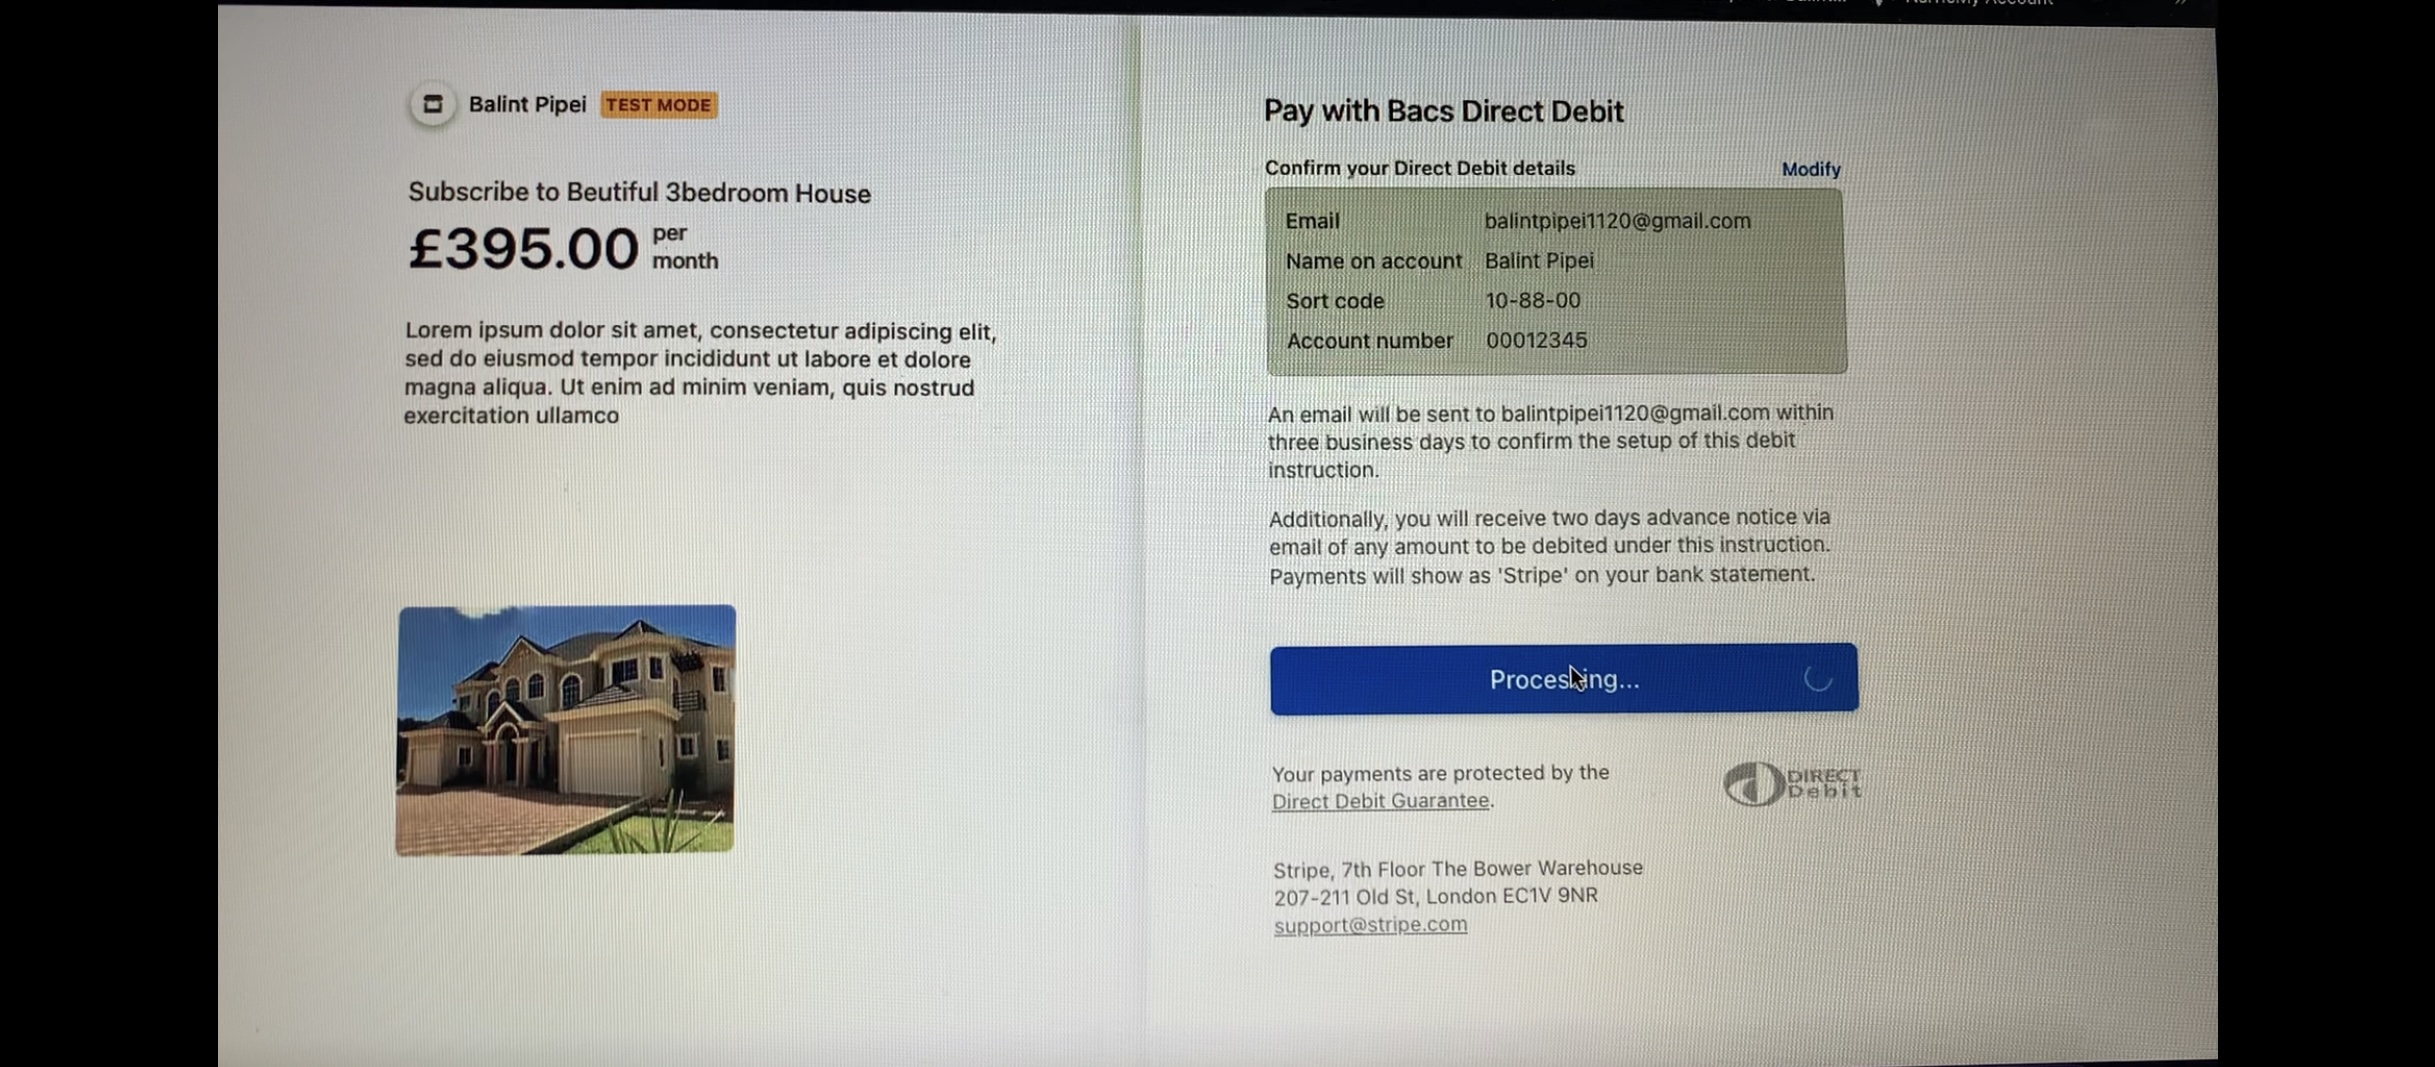 Balint Pipei TEST MODE
Subscribe to Beutiful 3bedroom House
£395.00 per
month
Lorem ipsum dolor sit amet, consectetur adipiscing elit,
sed do eiusmod tempor incididunt ut labore et dolore
magna aliqua. Ut enim ad minim veniam, quis nostrud
exercitation ullamco
Pay with Bacs Direct Debit
Confirm your Direct Debit details Modify
Email balintpipei1120@gmail.com
Name on account Balint Pipei
Sort code 10-88-00
Account number 00012345
An email will be sent to balintpipei1120@gmail.com within
three business days to confirm the setup of this debit
instruction.
Additionally, you will receive two days advance notice via
email of any amount to be debited under this instruction.
Payments will show as 'Stripe' on your bank statement.
Processing...
Your payments are protected by the
Direct Debit Guarantee.
DIRECT
Debit
Stripe, 7th Floor The Bower Warehouse
207-211 Old St, London EC1V 9NR
support@stripe.com